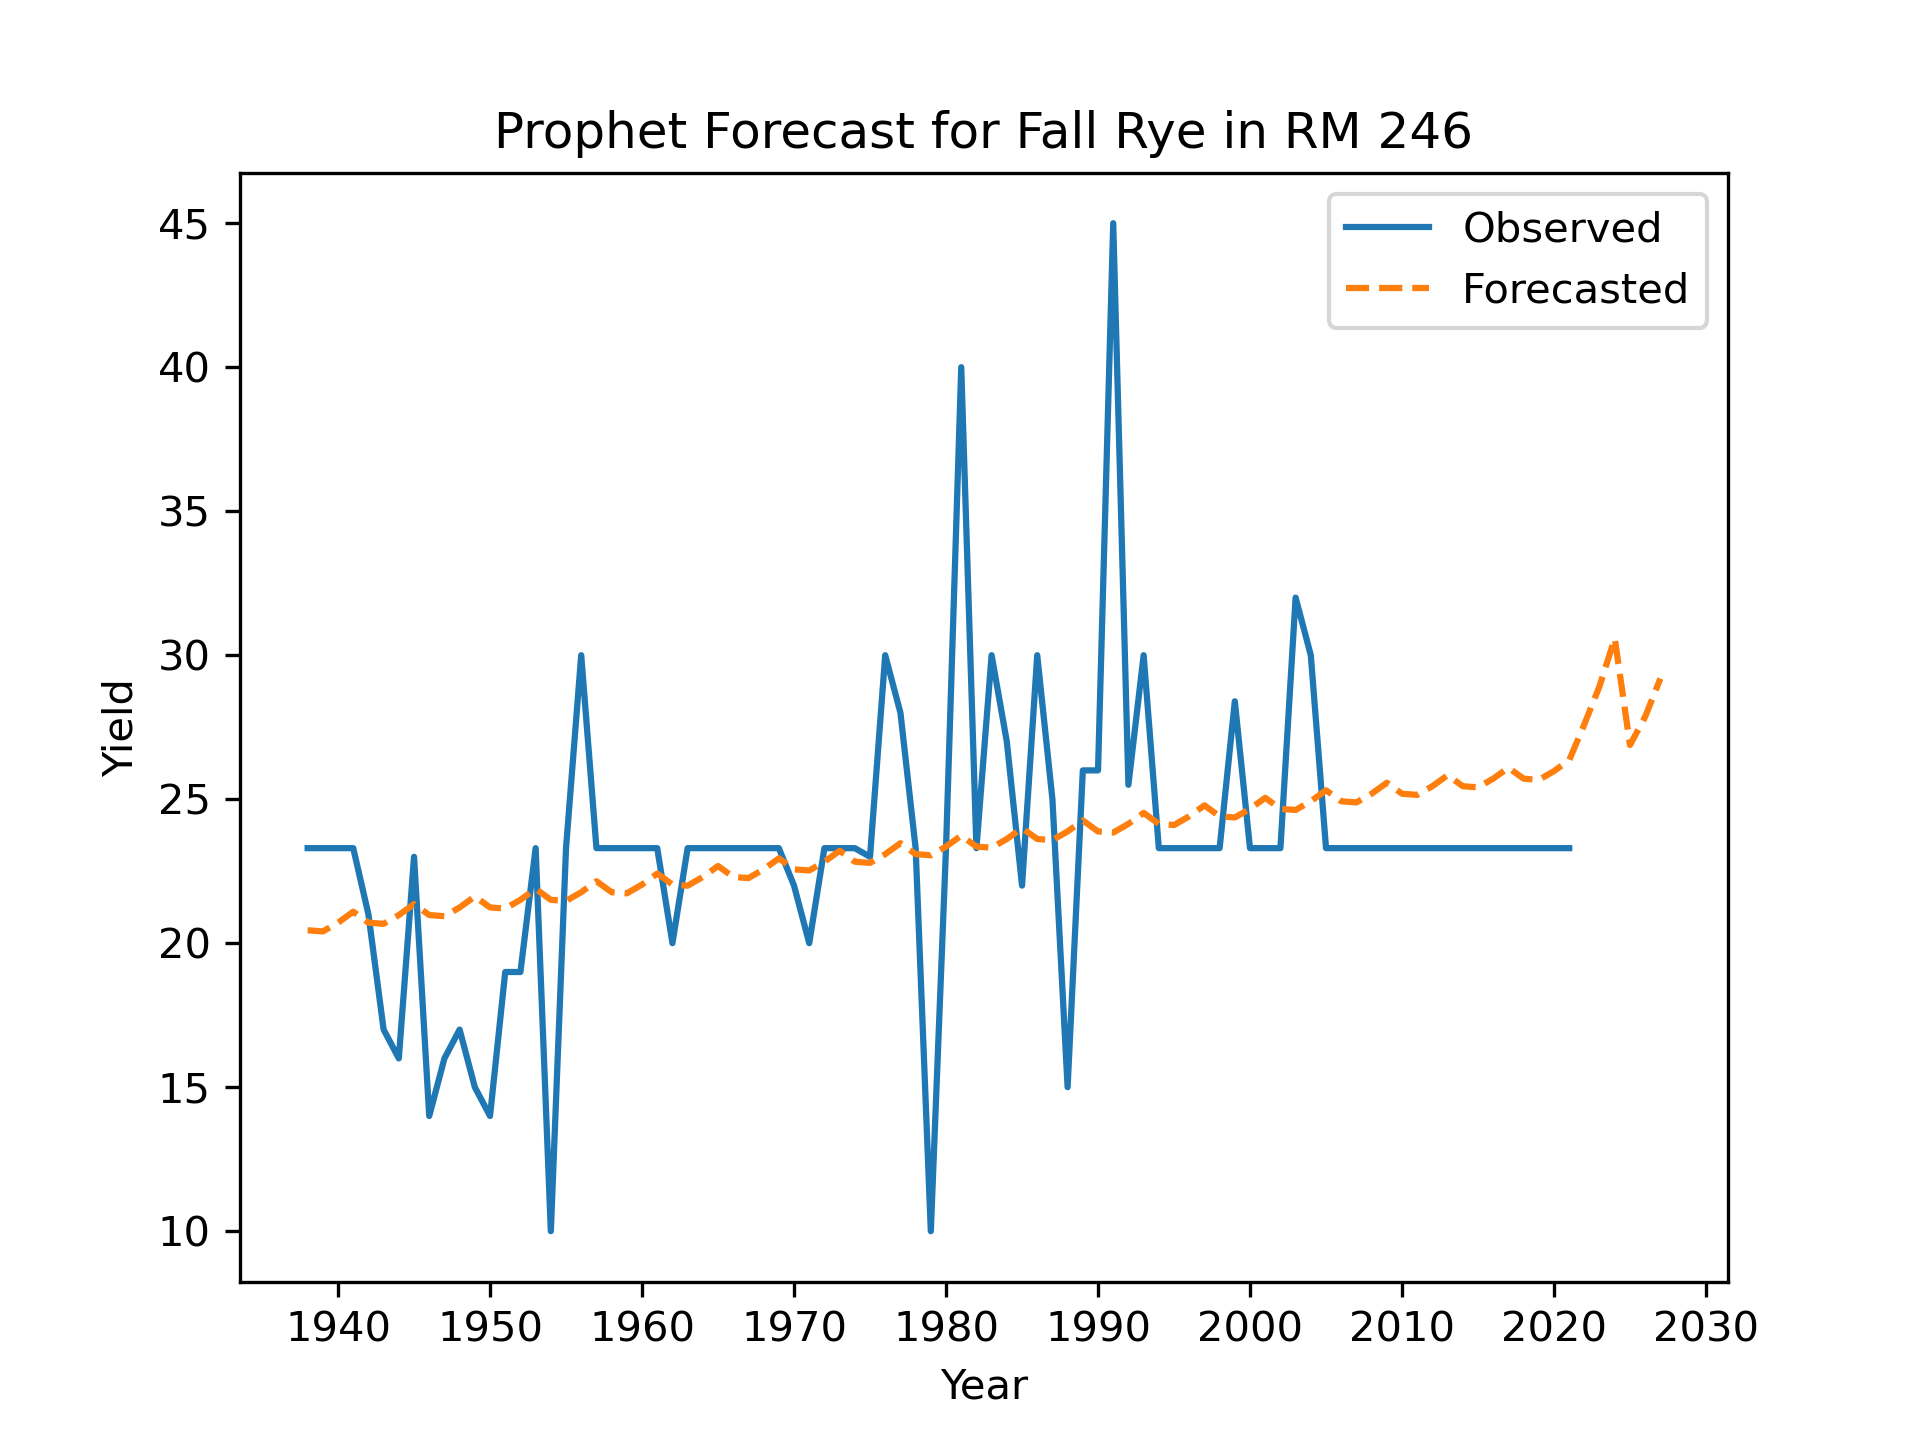 Prophet Forecast for Fall Rye in RM 246
Observed
Forecasted
45
40
35
30
25
20
15
10
Yield
1940 1950 1960 1970 1980 1990 2000 2010 2020 2030
Year